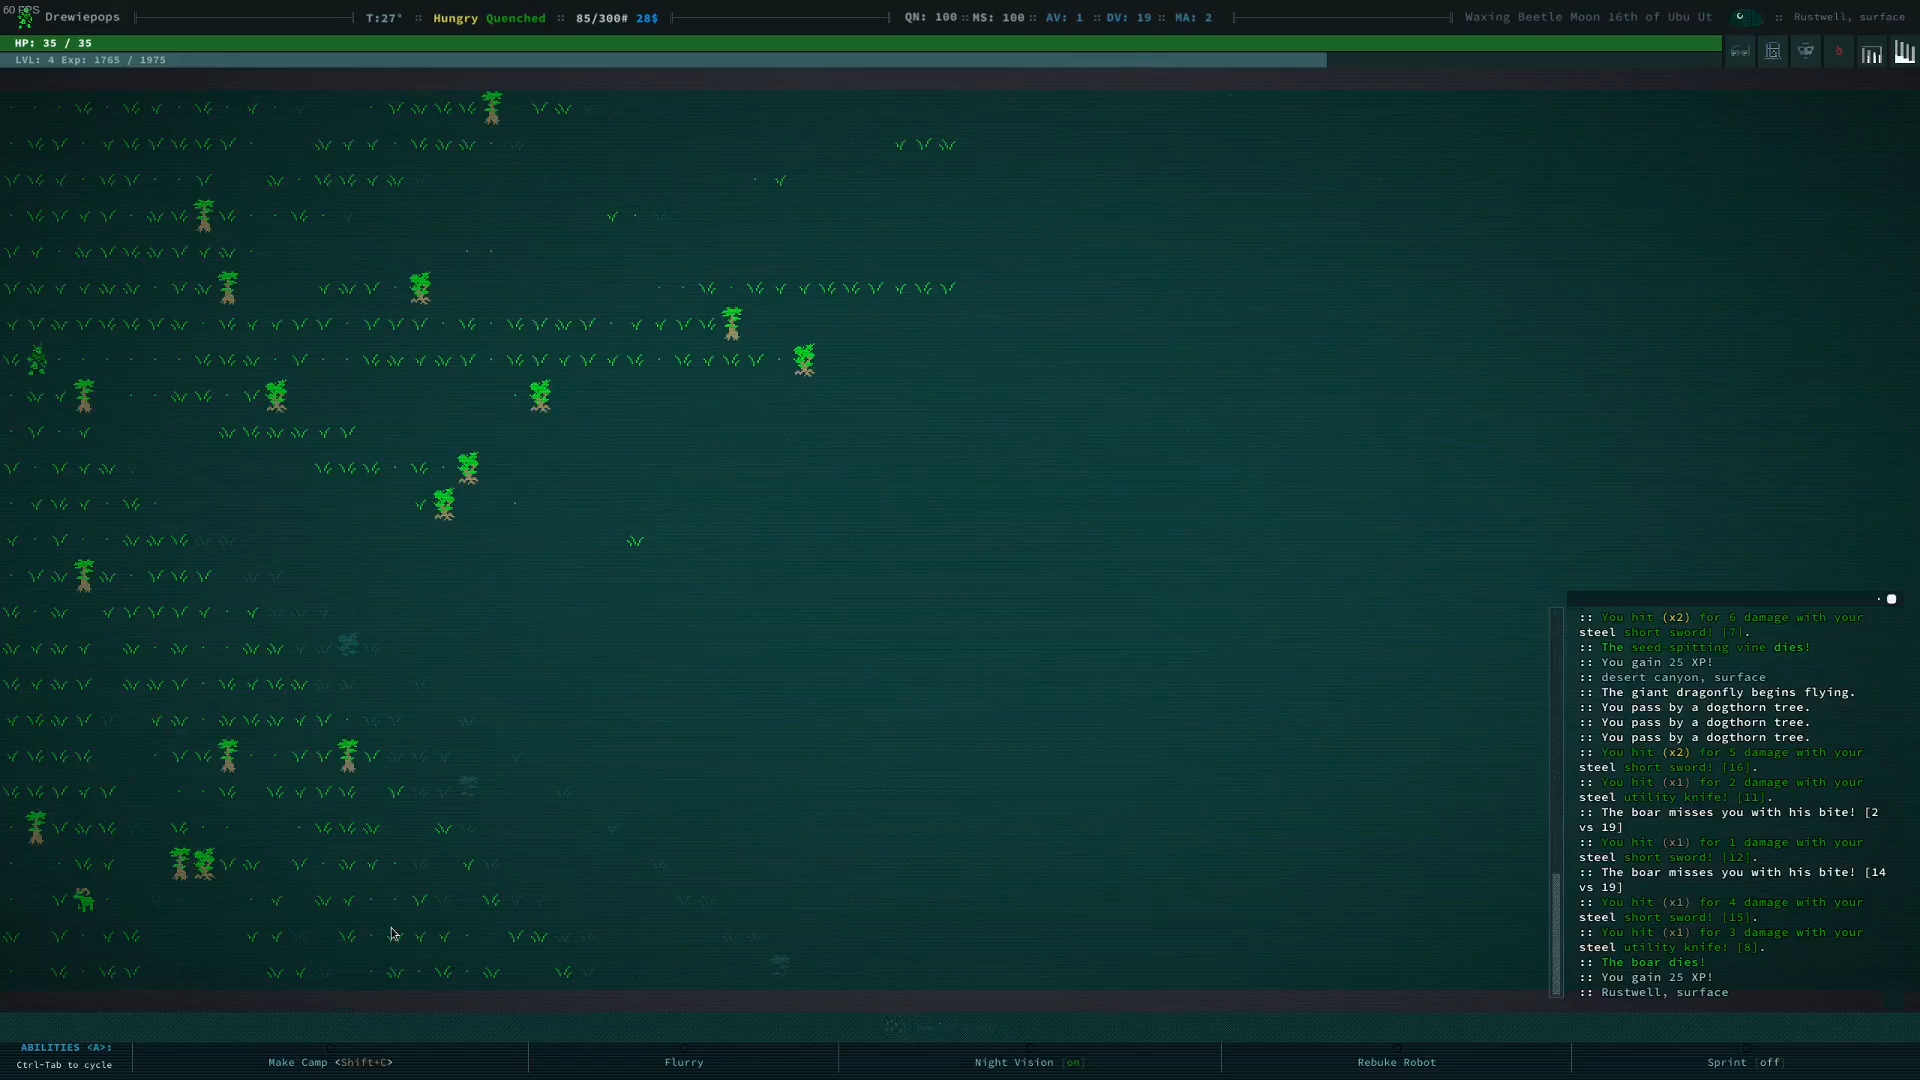 60 FPS
Drewiepops
T:27° :: Hungry Quenched :: 85/300# 28$
QN: 100 :: MS: 100 :: AV: 1 :: DV: 19 :: MA: 2
Waxing Beetle Moon 16th of Ubu Ut :: Rustwell, surface
HP: 35 / 35
LVL: 4 Exp: 1765 / 1975
:: You hit (x2) for 6 damage with your
steel short sword! [7].
:: The seed-spitting vine dies!
:: You gain 25 XP!
:: desert canyon, surface
:: The giant dragonfly begins flying.
:: You pass by a dogthorn tree.
:: You pass by a dogthorn tree.
:: You pass by a dogthorn tree.
:: You hit (x2) for 5 damage with your
steel short sword! [16].
:: You hit (x1) for 2 damage with your
steel utility knife! [11].
:: The boar misses you with his bite! [2
vs 19]
:: You hit (x1) for 1 damage with your
steel short sword! [12].
:: The boar misses you with his bite! [14
vs 19]
:: You hit (x1) for 4 damage with your
steel short sword! [15].
:: You hit (x1) for 3 damage with your
steel utility knife! [8].
:: The boar dies!
:: You gain 25 XP!
:: Rustwell, surface
ABILITIES <A>:
Ctrl-Tab to cycle
Make Camp <Shift+C>
Flurry
Night Vision [on]
Rebuke Robot
Sprint [off]